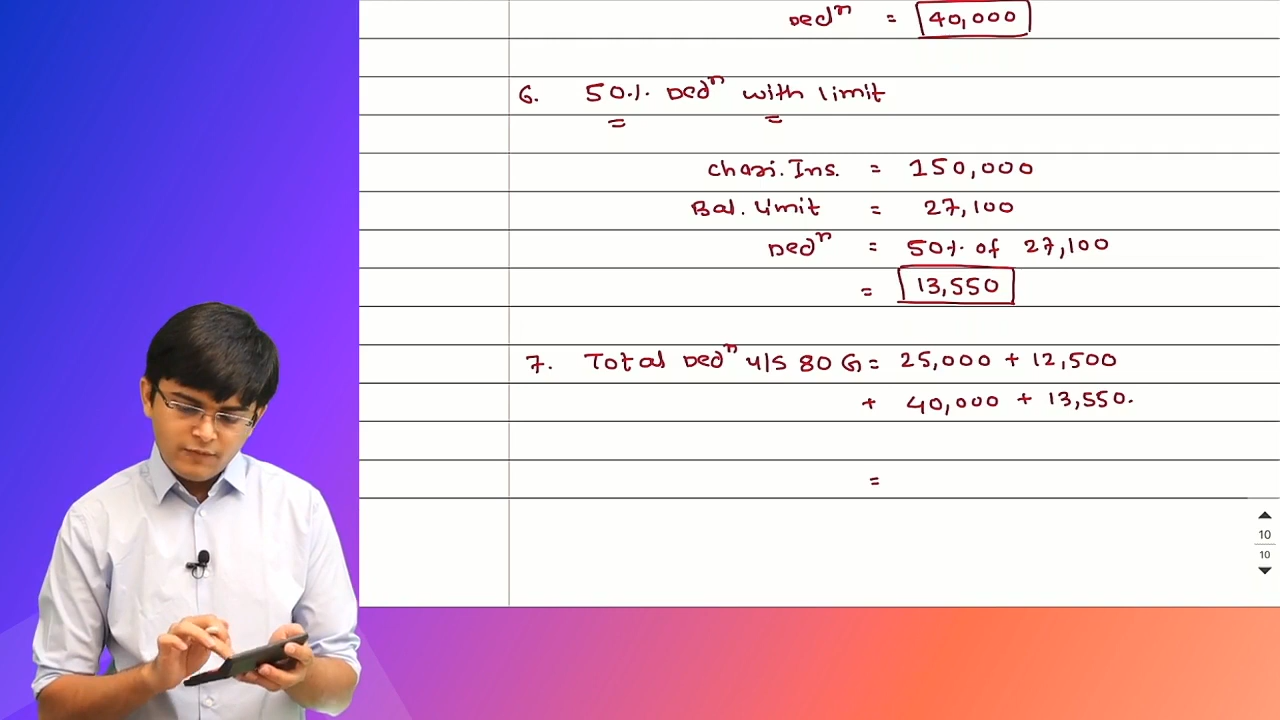 Dedⁿ = 40,000
6. 50% Dedⁿ with limit
= =
Chari. Ins. = 150,000
Bal. Limit = 27,100
Dedⁿ = 50% of 27,100
= 13,550
7. Total Dedⁿ u/s 80 G = 25,000 + 12,500
+ 40,000 + 13,550.
=
10
10